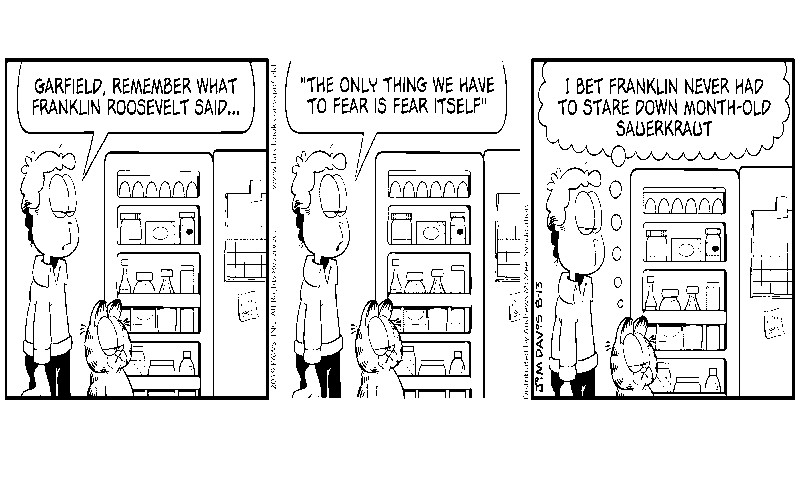 GARFIELD, REMEMBER WHAT
FRANKLIN ROOSEVELT SAID...
"THE ONLY THING WE HAVE
TO FEAR IS FEAR ITSELF"
I BET FRANKLIN NEVER HAD
TO STARE DOWN MONTH-OLD
SAUERKRAUT
JIM DAVIS 8-13